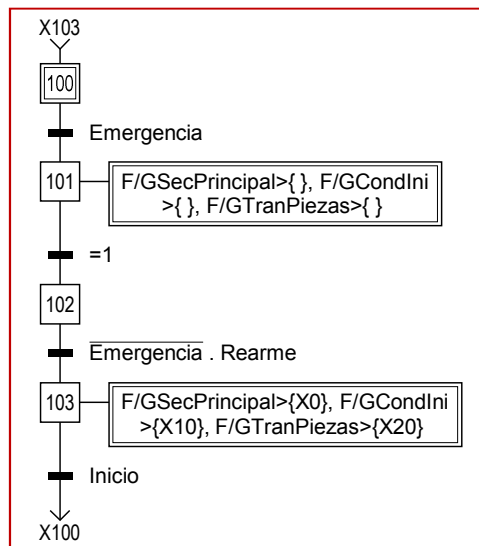 X103
100
Emergencia
101
F/GSecPrincipal>{ }, F/GCondIni
>{ }, F/GTranPiezas>{ }
=1
102
Emergencia . Rearme
103
F/GSecPrincipal>{X0}, F/GCondIni
>{X10}, F/GTranPiezas>{X20}
Inicio
X100